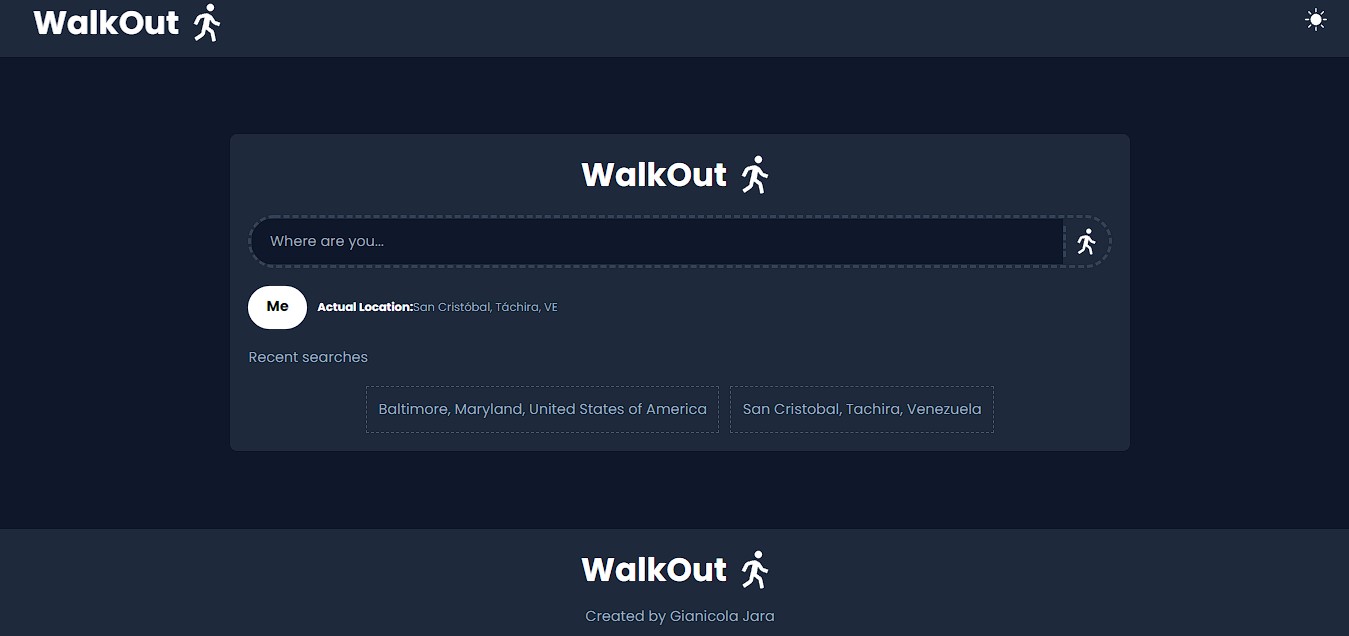 WalkOut
WalkOut
Where are you...
Me
Actual Location:San Cristóbal, Táchira, VE
Recent searches
Baltimore, Maryland, United States of America
San Cristobal, Tachira, Venezuela
WalkOut
Created by Gianicola Jara